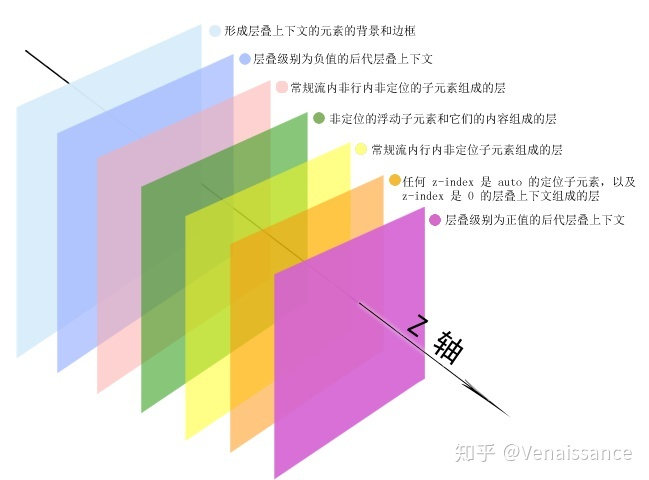 形成层叠上下文的元素的背景和边框
层叠级别为负值的后代层叠上下文
常规流内非行内非定位的子元素组成的层
非定位的浮动子元素和它们的内容组成的层
常规流内行内非定位子元素组成的层
任何 z-index 是 auto 的定位子元素，以及
z-index 是 0 的层叠上下文组成的层
层叠级别为正值的后代层叠上下文
Z 轴
知乎 @Venaissance